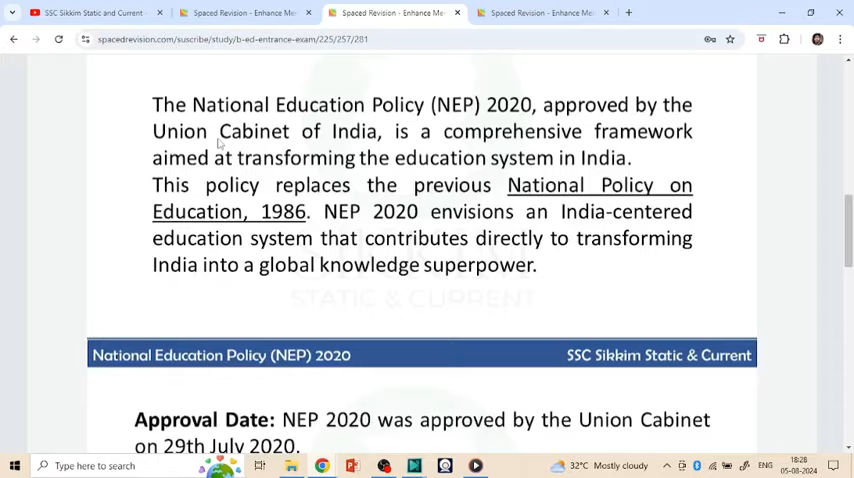 SSC Sikkim Static and Current -
Spaced Revision - Enhance Me
Spaced Revision - Enhance Me
Spaced Revision - Enhance Me
spacedrevision.com/suscribe/study/b-ed-entrance-exam/225/257/281
The National Education Policy (NEP) 2020, approved by the
Union Cabinet of India, is a comprehensive framework
aimed at transforming the education system in India.
This policy replaces the previous National Policy on
Education, 1986. NEP 2020 envisions an India-centered
education system that contributes directly to transforming
India into a global knowledge superpower.
STATIC & CURRENT
National Education Policy (NEP) 2020
SSC Sikkim Static & Current
Approval Date: NEP 2020 was approved by the Union Cabinet
on 29th July 2020.
Type here to search
32°C Mostly cloudy
ENG
18:28
05-08-2024